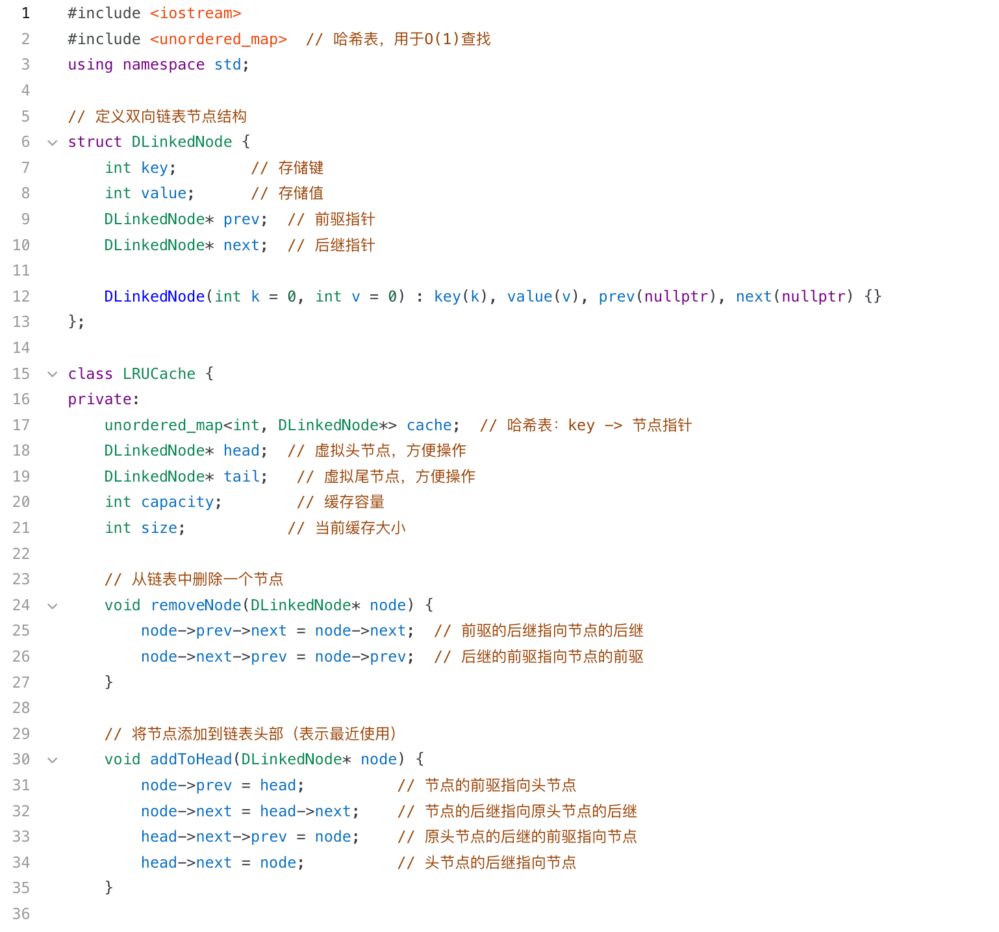 1 #include <iostream>
2 #include <unordered_map>  // 哈希表，用于O(1)查找
3 using namespace std;
4
5 // 定义双向链表节点结构
6 struct DLinkedNode {
7     int key;        // 存储键
8     int value;      // 存储值
9     DLinkedNode* prev;  // 前驱指针
10     DLinkedNode* next;  // 后继指针
11
12     DLinkedNode(int k = 0, int v = 0) : key(k), value(v), prev(nullptr), next(nullptr) {}
13 };
14
15 class LRUCache {
16 private:
17     unordered_map<int, DLinkedNode*> cache;  // 哈希表：key -> 节点指针
18     DLinkedNode* head;  // 虚拟头节点，方便操作
19     DLinkedNode* tail;   // 虚拟尾节点，方便操作
20     int capacity;        // 缓存容量
21     int size;           // 当前缓存大小
22
23     // 从链表中删除一个节点
24     void removeNode(DLinkedNode* node) {
25         node->prev->next = node->next;  // 前驱的后继指向节点的后继
26         node->next->prev = node->prev;  // 后继的前驱指向节点的前驱
27     }
28
29     // 将节点添加到链表头部（表示最近使用）
30     void addToHead(DLinkedNode* node) {
31         node->prev = head;          // 节点的前驱指向头节点
32         node->next = head->next;    // 节点的后继指向原头节点的后继
33         head->next->prev = node;    // 原头节点的后继的前驱指向节点
34         head->next = node;          // 头节点的后继指向节点
35     }
36